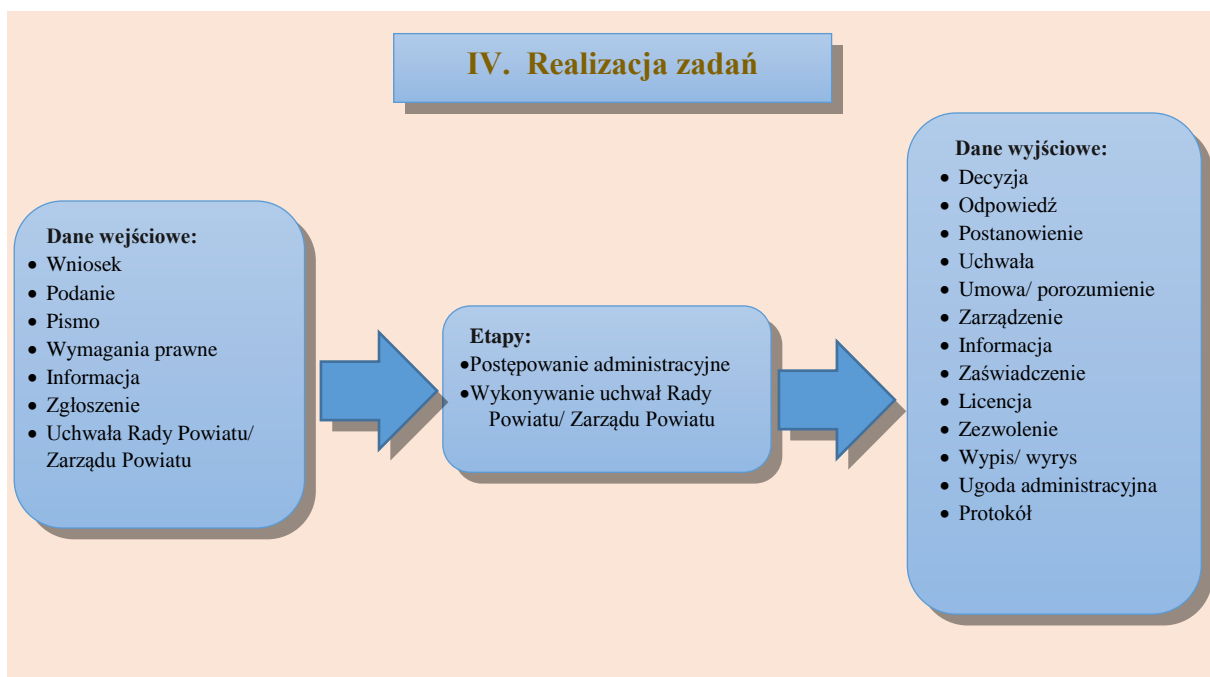 IV. Realizacja zadań
Dane wejściowe:
• Wniosek
• Podanie
• Pismo
• Wymagania prawne
• Informacja
• Zgłoszenie
• Uchwała Rady Powiatu/
Zarządu Powiatu
Etapy:
•Postępowanie administracyjne
•Wykonywanie uchwał Rady
Powiatu/ Zarządu Powiatu
Dane wyjściowe:
• Decyzja
• Odpowiedź
• Postanowienie
• Uchwała
• Umowa/ porozumienie
• Zarządzenie
• Informacja
• Zaświadczenie
• Licencja
• Zezwolenie
• Wypis/ wyrys
• Ugoda administracyjna
• Protokół